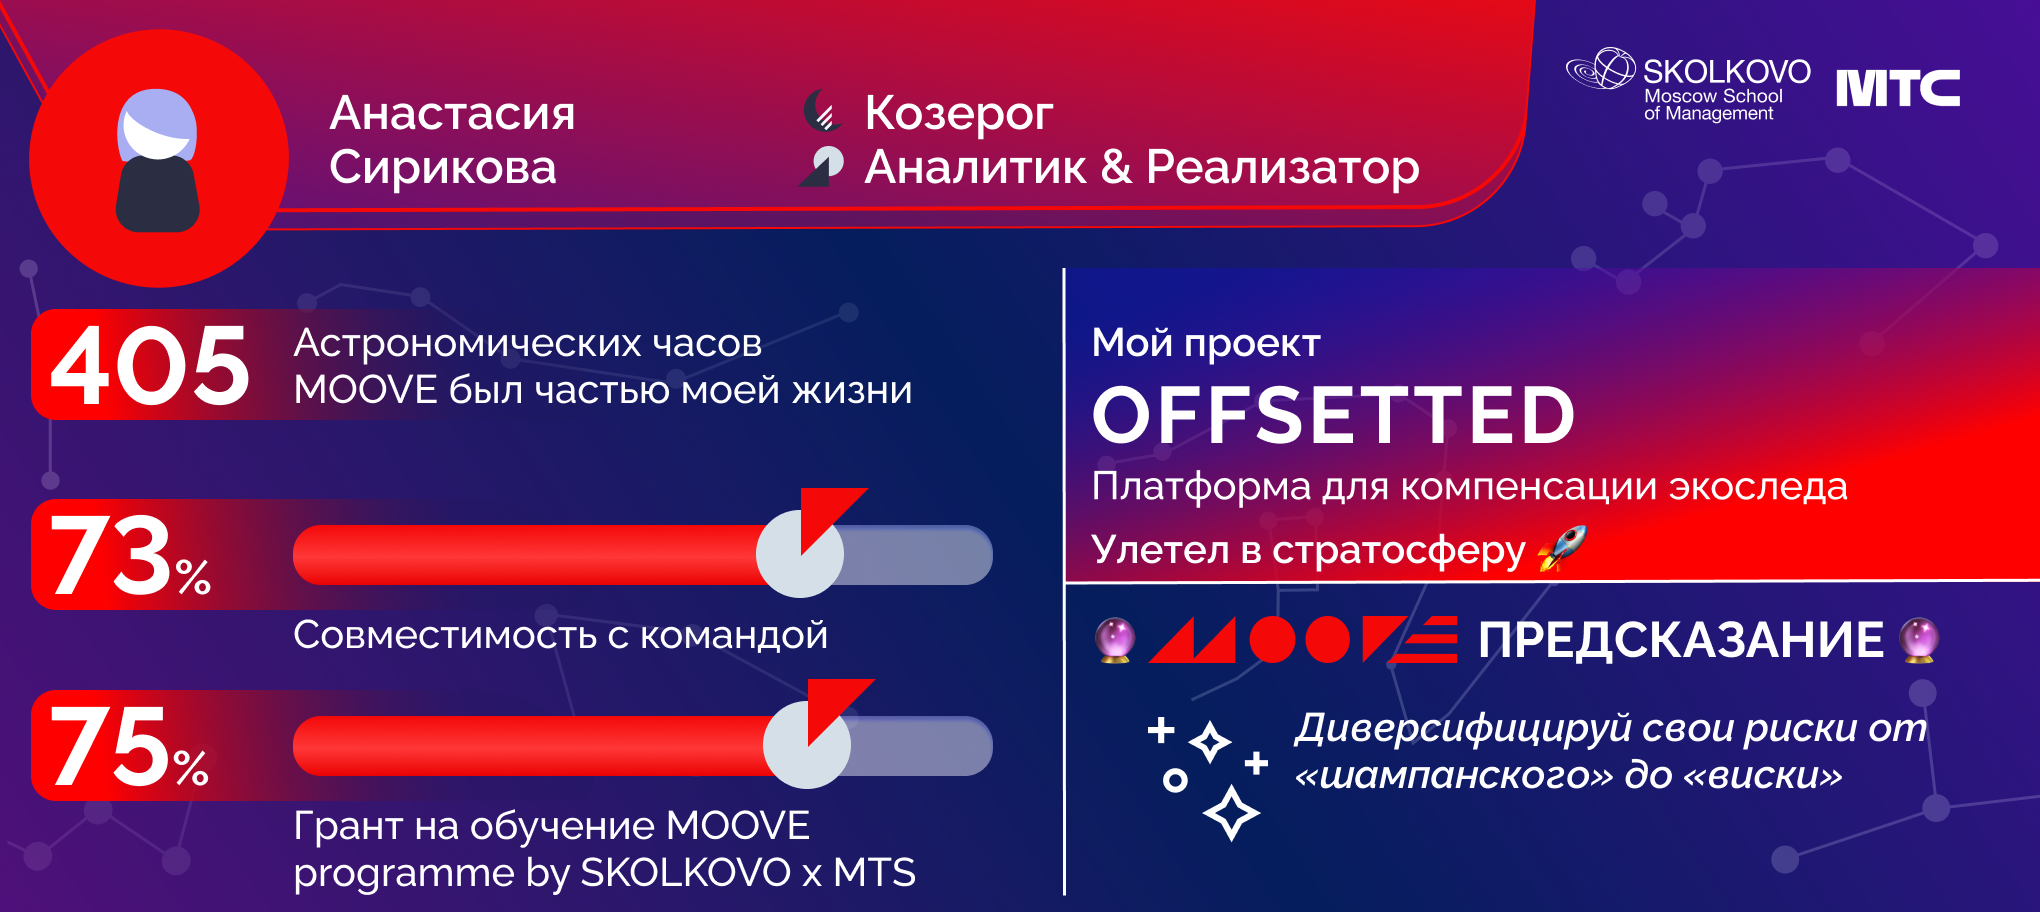 Анастасия
Сирикова
Козерог
Аналитик & Реализатор
SKOLKOVO
Moscow School
of Management
МТС
405
Астрономических часов
MOOVE был частью моей жизни
73%
Совместимость с командой
75%
Грант на обучение MOOVE
programme by SKOLKOVO x MTS
Мой проект
OFFSETTED
Платформа для компенсации экоследа
Улетел в стратосферу 🚀
🔮 MOOVE ПРЕДСКАЗАНИЕ 🔮
Диверсифицируй свои риски от
«шампанского» до «виски»